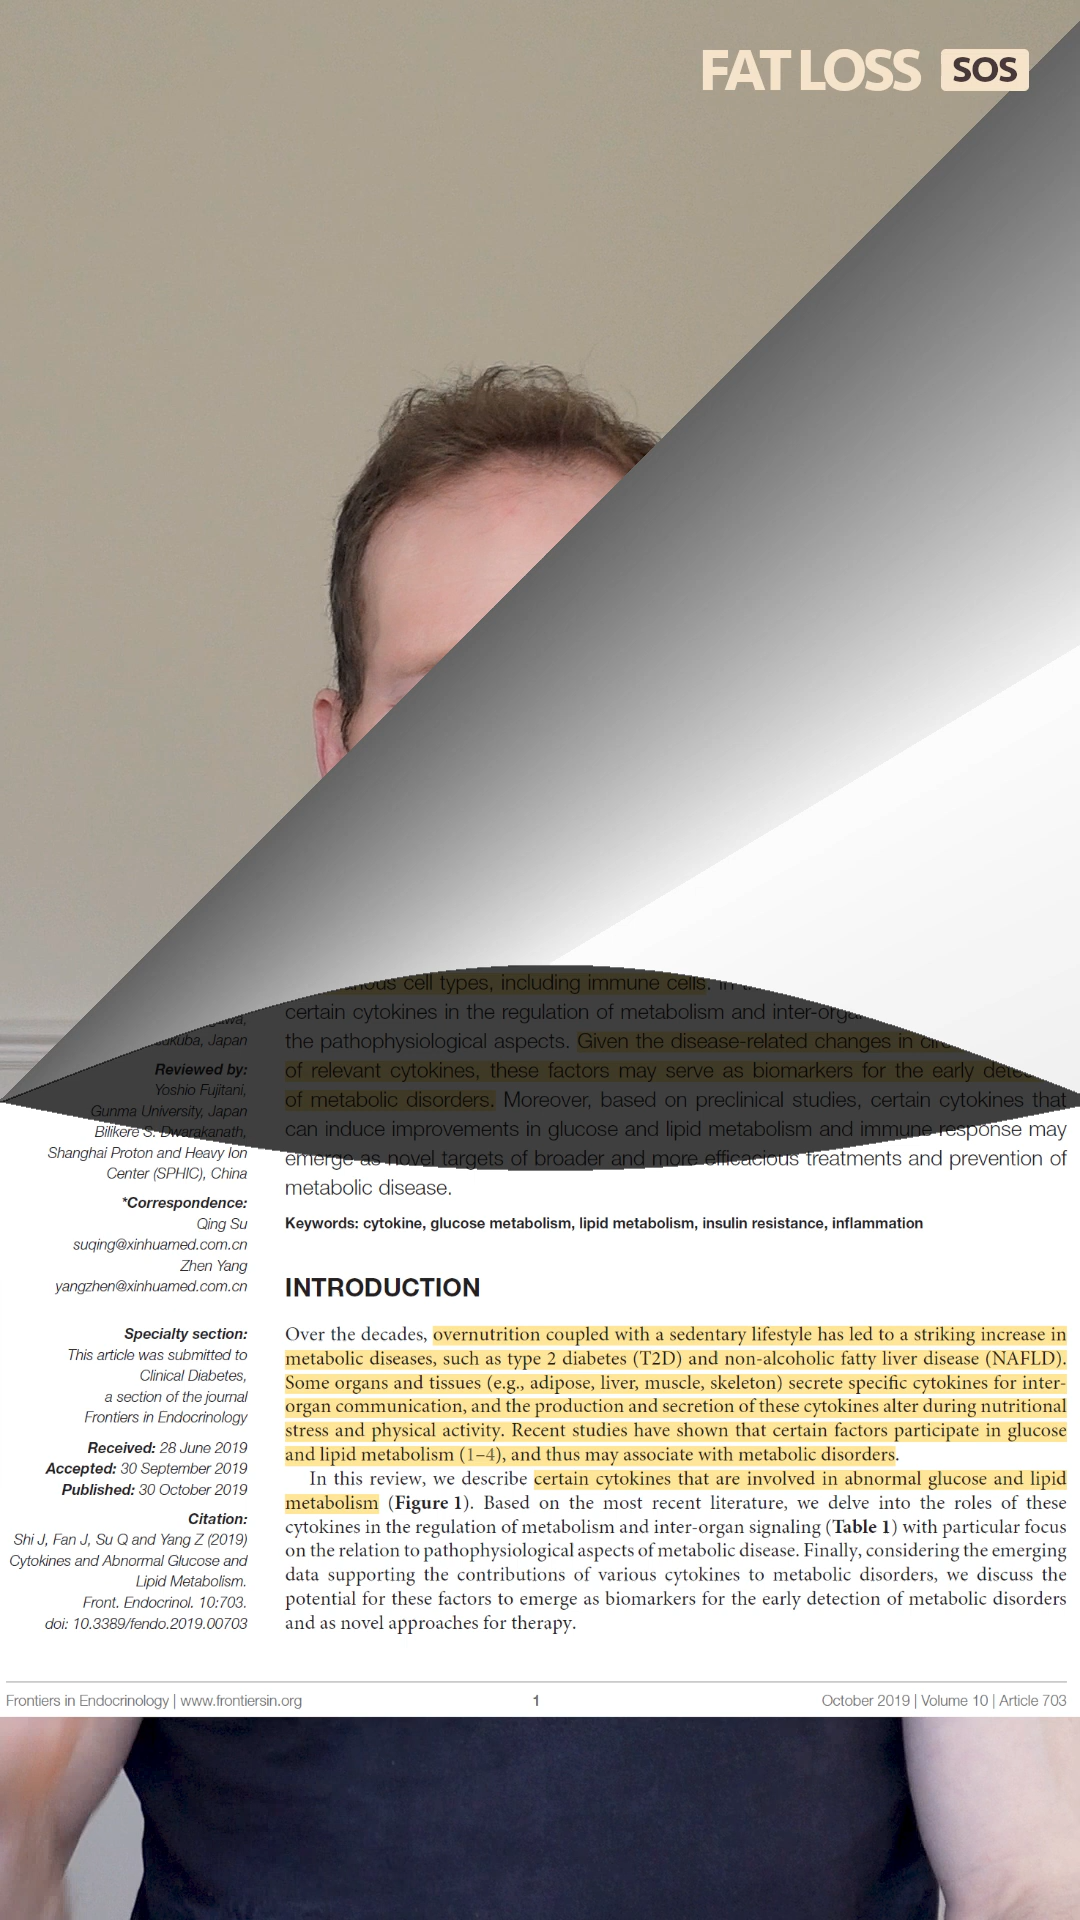 FAT LOSS SOS
cell types, including immune cells. In
certain cytokines in the regulation of metabolism and
the pathophysiological aspects. Given the disease-related changes in
of relevant cytokines, these factors may serve as biomarkers for the early
of metabolic disorders. Moreover, based on preclinical studies, certain cytokines that
can induce improvements in glucose and lipid metabolism and immune response may
emerge as novel targets of broader and more efficacious treatments and prevention of
metabolic disease.
Keywords: cytokine, glucose metabolism, lipid metabolism, insulin resistance, inflammation
Japan
Reviewed by:
Yoshio Fujitani,
Gunma University, Japan
Bilikere S. Dwarakanath,
Shanghai Proton and Heavy Ion
Center (SPHIC), China
*Correspondence:
Qing Su
suqing@xinhuamed.com.cn
Zhen Yang
yangzhen@xinhuamed.com.cn
Specialty section:
This article was submitted to
Clinical Diabetes,
a section of the journal
Frontiers in Endocrinology
Received: 28 June 2019
Accepted: 30 September 2019
Published: 30 October 2019
Citation:
Shi J, Fan J, Su Q and Yang Z (2019)
Cytokines and Abnormal Glucose and
Lipid Metabolism.
Front. Endocrinol. 10:703.
doi: 10.3389/fendo.2019.00703
INTRODUCTION
Over the decades, overnutrition coupled with a sedentary lifestyle has led to a striking increase in
metabolic diseases, such as type 2 diabetes (T2D) and non-alcoholic fatty liver disease (NAFLD).
Some organs and tissues (e.g., adipose, liver, muscle, skeleton) secrete specific cytokines for inter-
organ communication, and the production and secretion of these cytokines alter during nutritional
stress and physical activity. Recent studies have shown that certain factors participate in glucose
and lipid metabolism (1–4), and thus may associate with metabolic disorders.
In this review, we describe certain cytokines that are involved in abnormal glucose and lipid
metabolism (Figure 1). Based on the most recent literature, we delve into the roles of these
cytokines in the regulation of metabolism and inter-organ signaling (Table 1) with particular focus
on the relation to pathophysiological aspects of metabolic disease. Finally, considering the emerging
data supporting the contributions of various cytokines to metabolic disorders, we discuss the
potential for these factors to emerge as biomarkers for the early detection of metabolic disorders
and as novel approaches for therapy.
Frontiers in Endocrinology | www.frontiersin.org 1 October 2019 | Volume 10 | Article 703